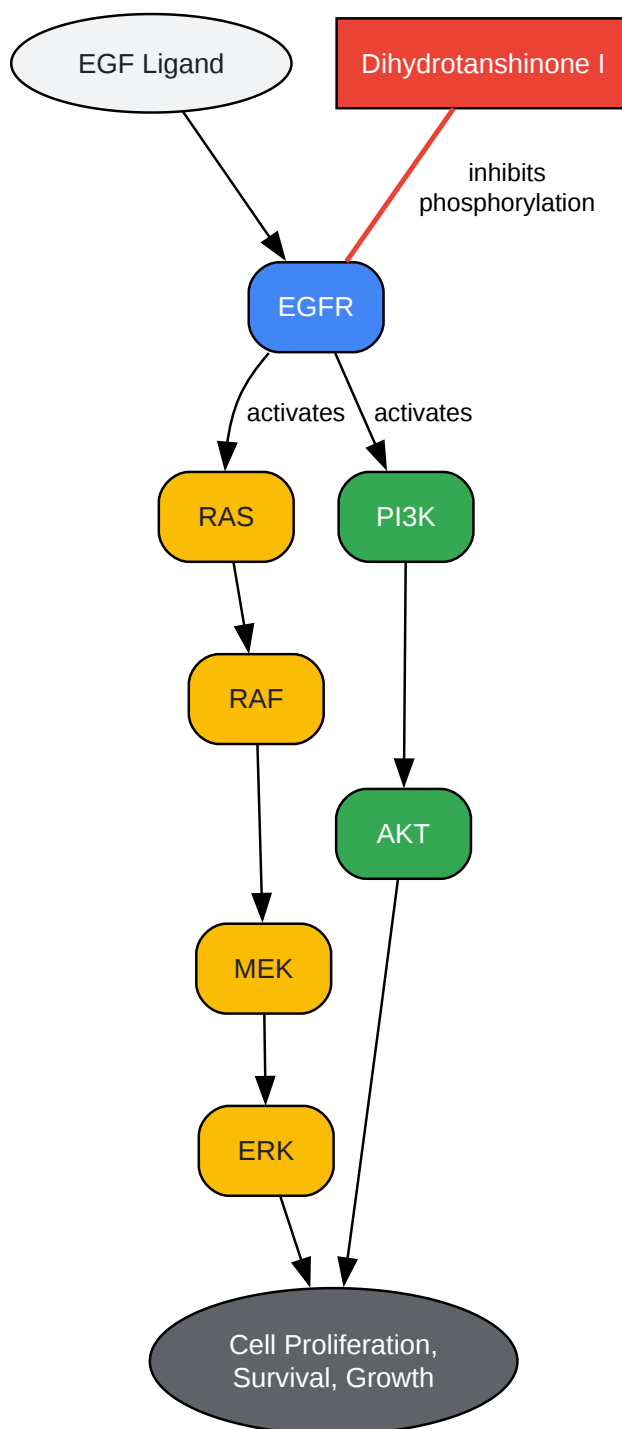 EGF Ligand
Dihydrotanshinone I
inhibits
phosphorylation
EGFR
activates
activates
RAS
PI3K
RAF
AKT
MEK
ERK
Cell Proliferation,
Survival, Growth